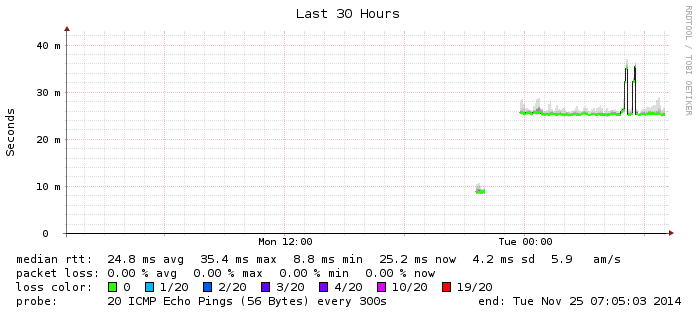 Last 30 Hours
RRDTOOL / TOBI OETIKER
Seconds
40 m
30 m
20 m
10 m
0
Mon 12:00 Tue 00:00
median rtt: 24.8 ms avg 35.4 ms max 8.8 ms min 25.2 ms now 4.2 ms sd 5.9 am/s
packet loss: 0.00 % avg 0.00 % max 0.00 % min 0.00 % now
loss color: 0 1/20 2/20 3/20 4/20 10/20 19/20
probe: 20 ICMP Echo Pings (56 Bytes) every 300s end: Tue Nov 25 07:05:03 2014